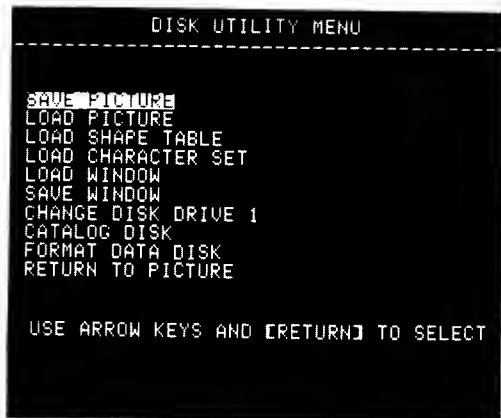 DISK UTILITY MENU
SAVE PICTURE
LOAD PICTURE
LOAD SHAPE TABLE
LOAD CHARACTER SET
LOAD WINDOW
SAVE WINDOW
CHANGE DISK DRIVE 1
CATALOG DISK
FORMAT DATA DISK
RETURN TO PICTURE
USE ARROW KEYS AND [RETURN] TO SELECT